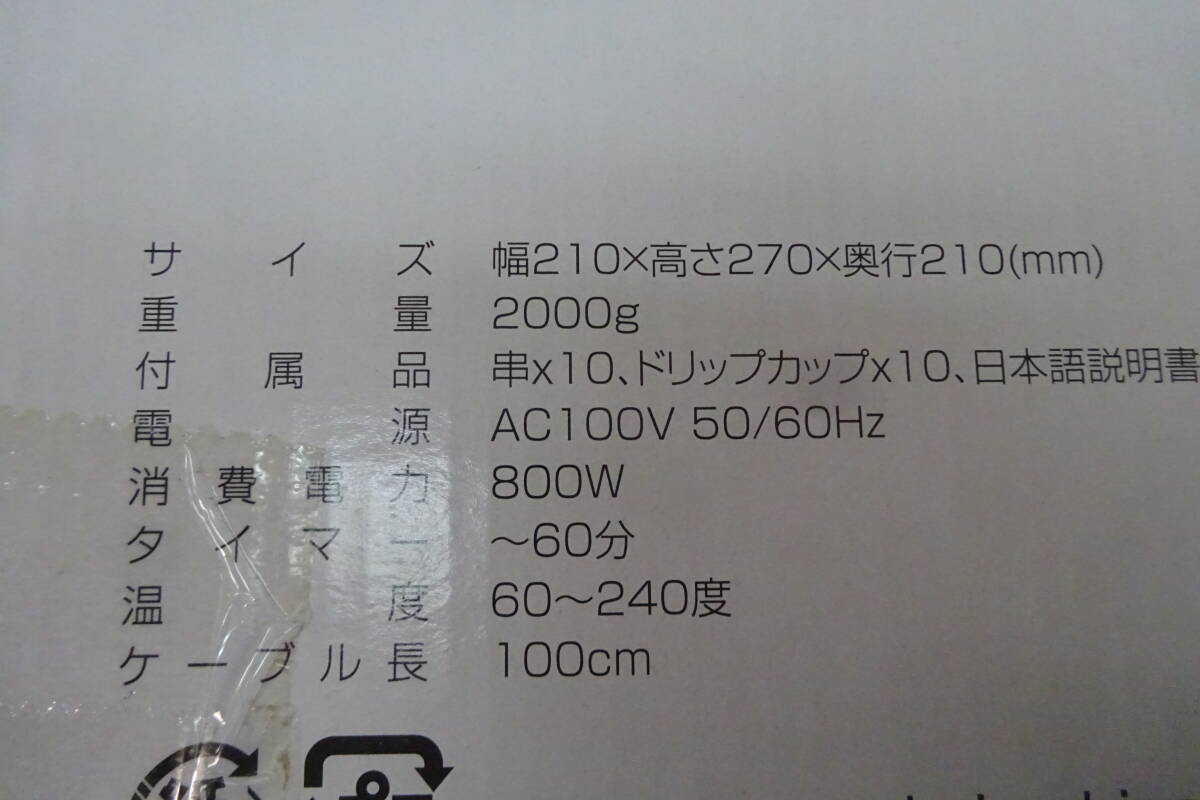 サイズ 幅210×高さ270×奥行210(mm)
重量 2000g
付属品 串x10、ドリップカップx10、日本語説明書
電源 AC100V 50/60Hz
消費電力 800W
タイマー ～60分
温度 60～240度
ケーブル長 100cm